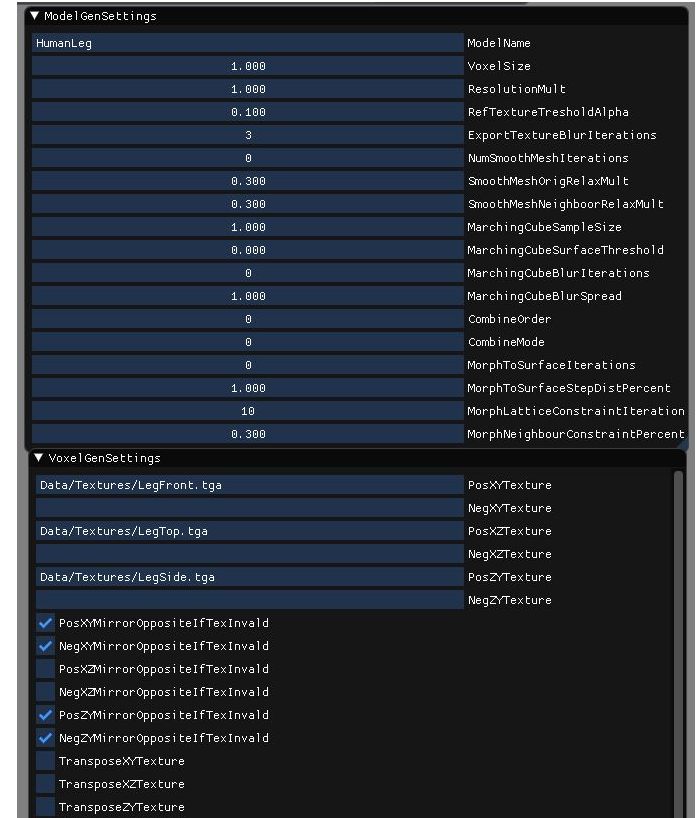 ModelGenSettings
HumanLeg ModelName
1.000 VoxelSize
1.000 ResolutionMult
0.100 RefTextureTresholdAlpha
3 ExportTextureBlurIterations
0 NumSmoothMeshIterations
0.300 SmoothMeshOrigRelaxMult
0.300 SmoothMeshNeighboorRelaxMult
1.000 MarchingCubeSampleSize
0.000 MarchingCubeSurfaceThreshold
0 MarchingCubeBlurIterations
1.000 MarchingCubeBlurSpread
0 CombineOrder
0 CombineMode
0 MorphToSurfaceIterations
1.000 MorphToSurfaceStepDistPercent
10 MorphLatticeConstraintIteration
0.300 MorphNeighbourConstraintPercent
VoxelGenSettings
Data/Textures/LegFront.tga PosXYTexture
NegXYTexture
Data/Textures/LegTop.tga PosXZTexture
NegXZTexture
Data/Textures/LegSide.tga PosZYTexture
NegZYTexture
PosXYMirrorOppositeIfTexInvald
NegXYMirrorOppositeIfTexInvald
PosXZMirrorOppositeIfTexInvald
NegXZMirrorOppositeIfTexInvald
PosZYMirrorOppositeIfTexInvald
NegZYMirrorOppositeIfTexInvald
TransposeXYTexture
TransposeXZTexture
TransposeZYTexture